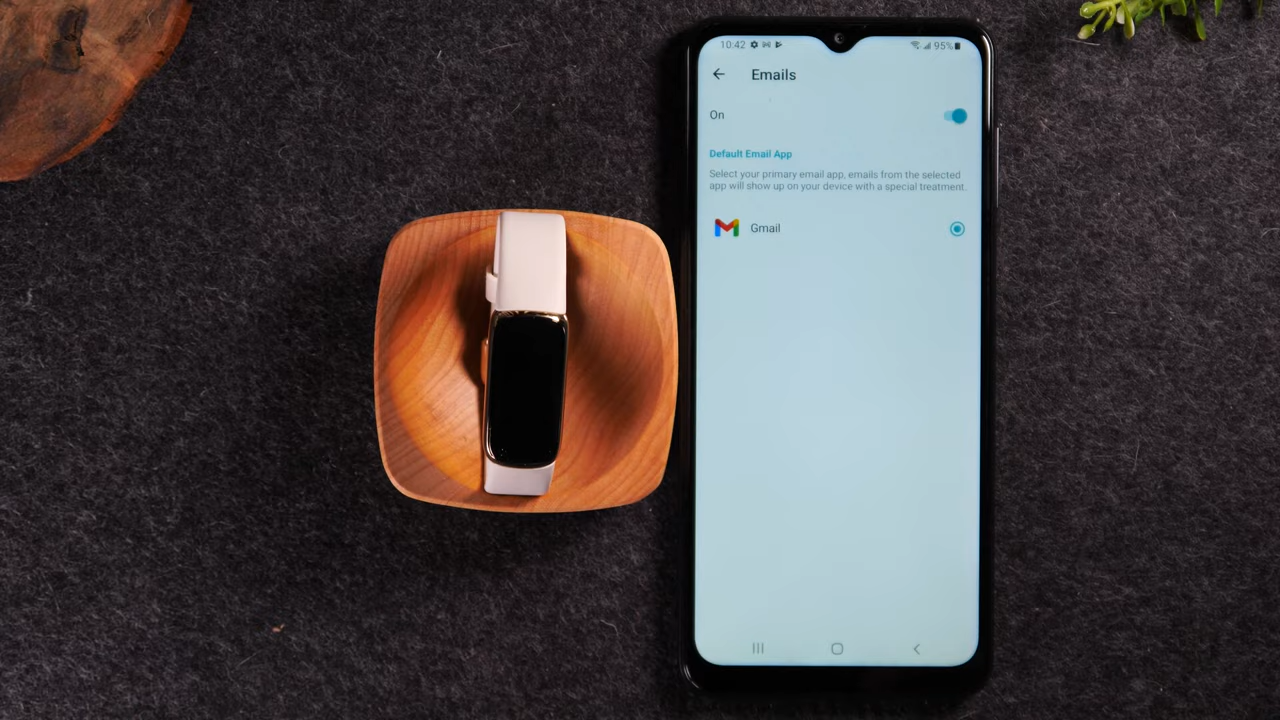 10:42 95%
Emails
On
Default Email App
Select your primary email app, emails from the selected
app will show up on your device with a special treatment.
Gmail